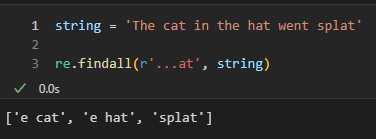 1 string = 'The cat in the hat went splat'
2
3 re.findall(r'...at', string)
0.0s
['e cat', 'e hat', 'splat']